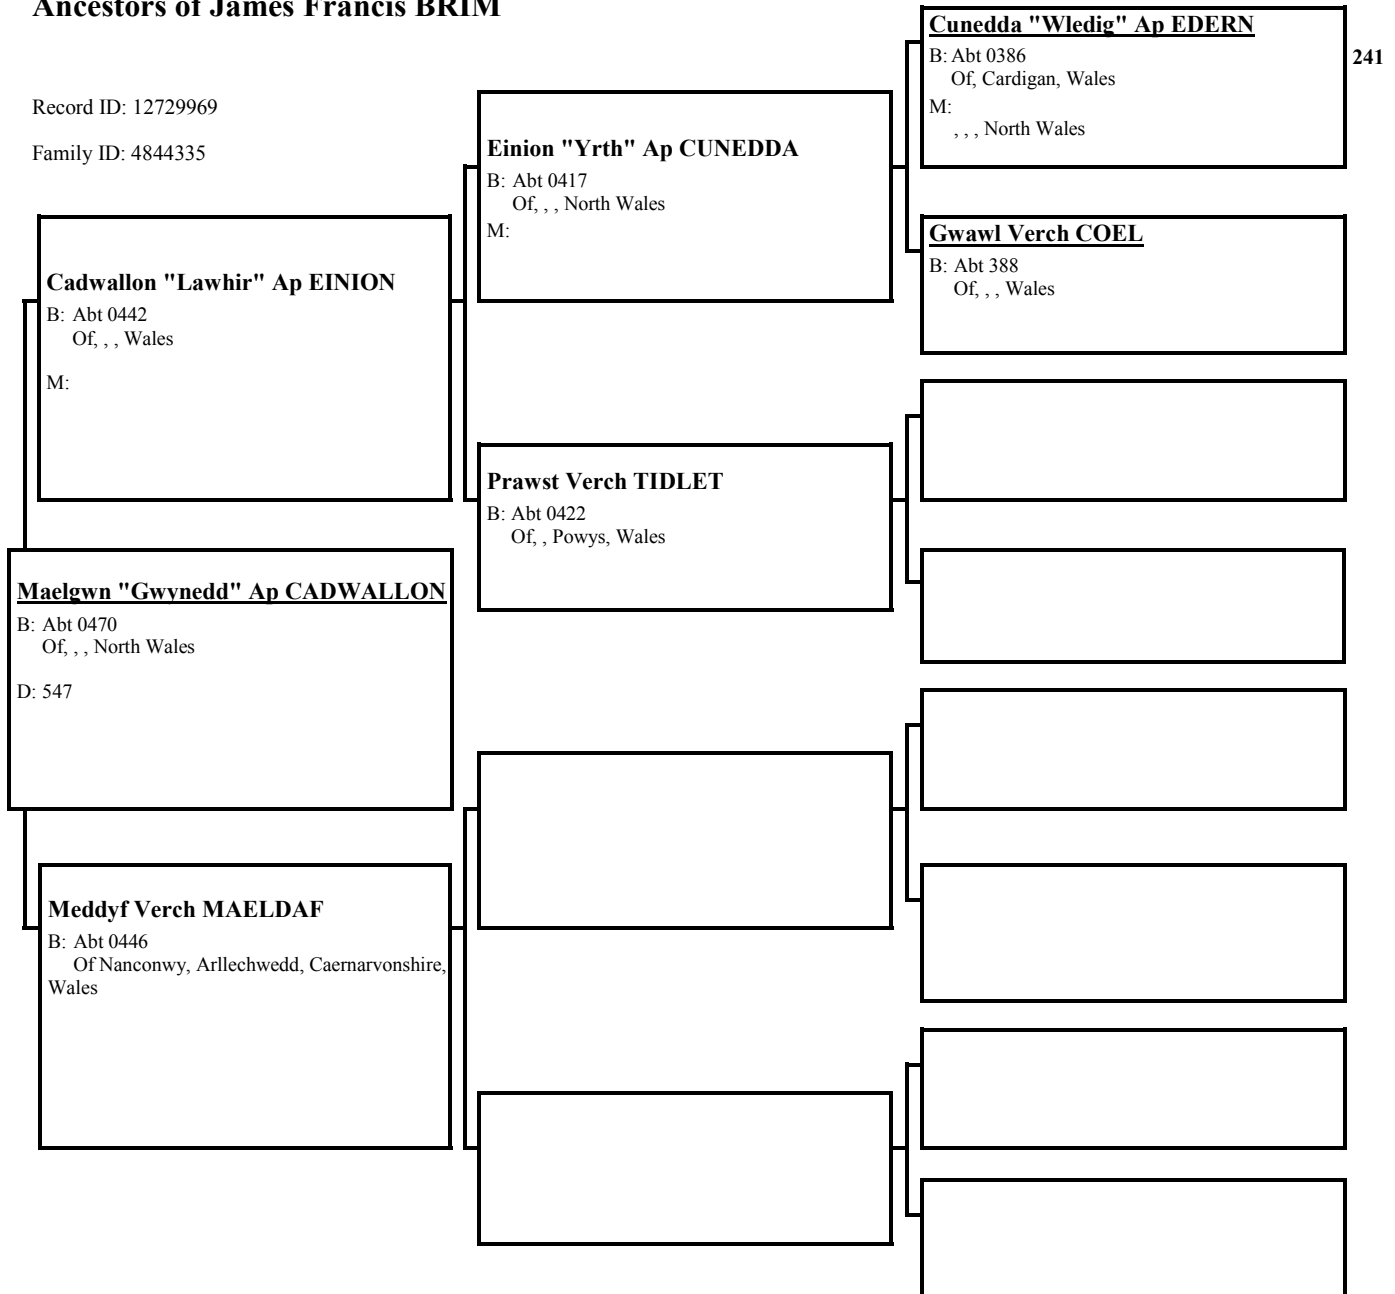 Ancestors of James Francis BRIM
Record ID: 12729969
Family ID: 4844335
Cunedda "Wledig" Ap EDERN
B: Abt 0386
Of, Cardigan, Wales
M:
, , , North Wales
241
Einion "Yrth" Ap CUNEDDA
B: Abt 0417
Of, , , North Wales
M:
Gwawl Verch COEL
B: Abt 388
Of, , , Wales
Cadwallon "Lawhir" Ap EINION
B: Abt 0442
Of, , , Wales
M:
Prawst Verch TIDLET
B: Abt 0422
Of, , Powys, Wales
Maelgwn "Gwynedd" Ap CADWALLON
B: Abt 0470
Of, , , North Wales
D: 547
Meddyf Verch MAELDAF
B: Abt 0446
Of Nanconwy, Arllechwedd, Caernarvonshire,
Wales